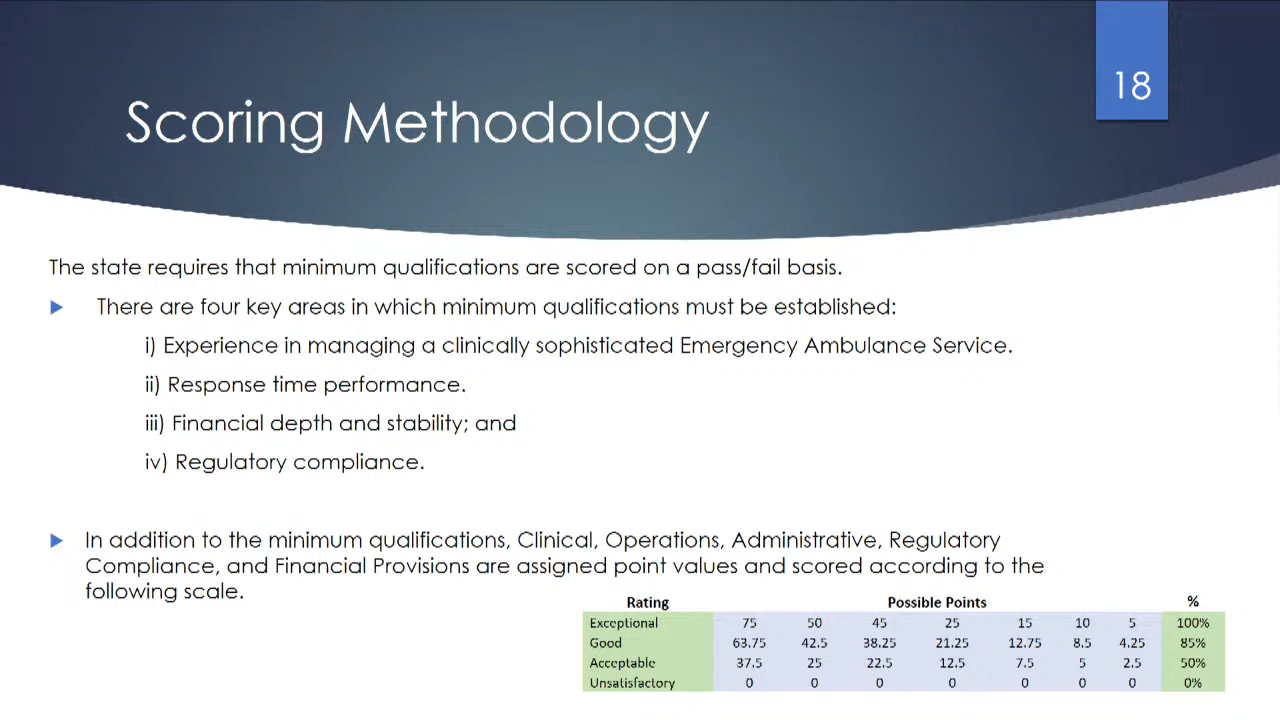 18
Scoring Methodology
The state requires that minimum qualifications are scored on a pass/fail basis.
There are four key areas in which minimum qualifications must be established:
i) Experience in managing a clinically sophisticated Emergency Ambulance Service.
ii) Response time performance.
iii) Financial depth and stability; and
iv) Regulatory compliance.
In addition to the minimum qualifications, Clinical, Operations, Administrative, Regulatory
Compliance, and Financial Provisions are assigned point values and scored according to the
following scale.
Rating Possible Points %
Exceptional 75 50 45 25 15 10 5 100%
Good 63.75 42.5 38.25 21.25 12.75 8.5 4.25 85%
Acceptable 37.5 25 22.5 12.5 7.5 5 2.5 50%
Unsatisfactory 0 0 0 0 0 0 0 0%